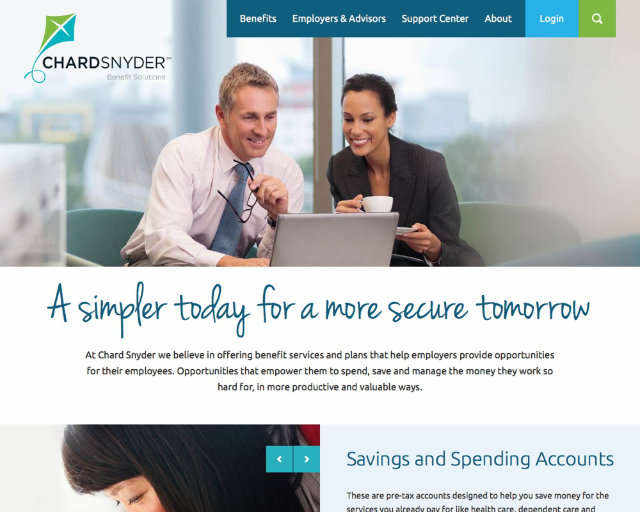 Benefits Employers & Advisors Support Center About Login
CHARDSNYDER™
Benefit Solutions
A simpler today for a more secure tomorrow
At Chard Snyder we believe in offering benefit services and plans that help employers provide opportunities
for their employees. Opportunities that empower them to spend, save and manage the money they work so
hard for, in more productive and valuable ways.
Savings and Spending Accounts
These are pre-tax accounts designed to help you save money for the
services you already pay for like health care, dependent care and